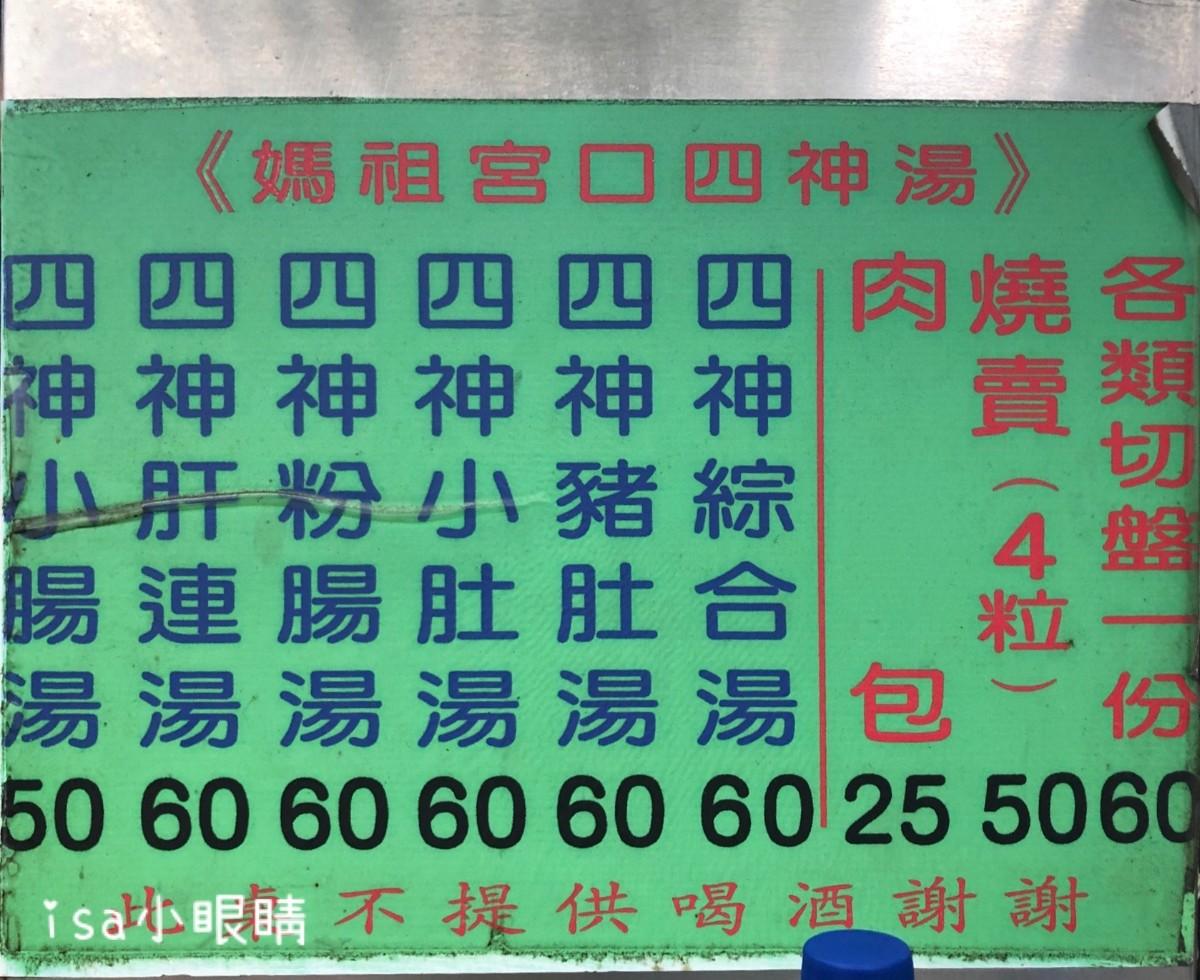 《媽祖宮口四神湯》
四神小腸湯 50
四神肝連湯 60
四神粉腸湯 60
四神小肚湯 60
四神豬肚湯 60
四神綜合湯 60
肉包 25
燒賣（4粒） 50
各類切盤一份 60
此桌不提供喝酒謝謝
isa小眼睛